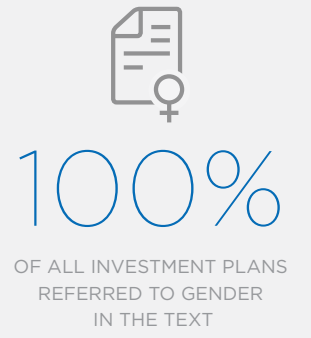 100%
OF ALL INVESTMENT PLANS
REFERRED TO GENDER
IN THE TEXT